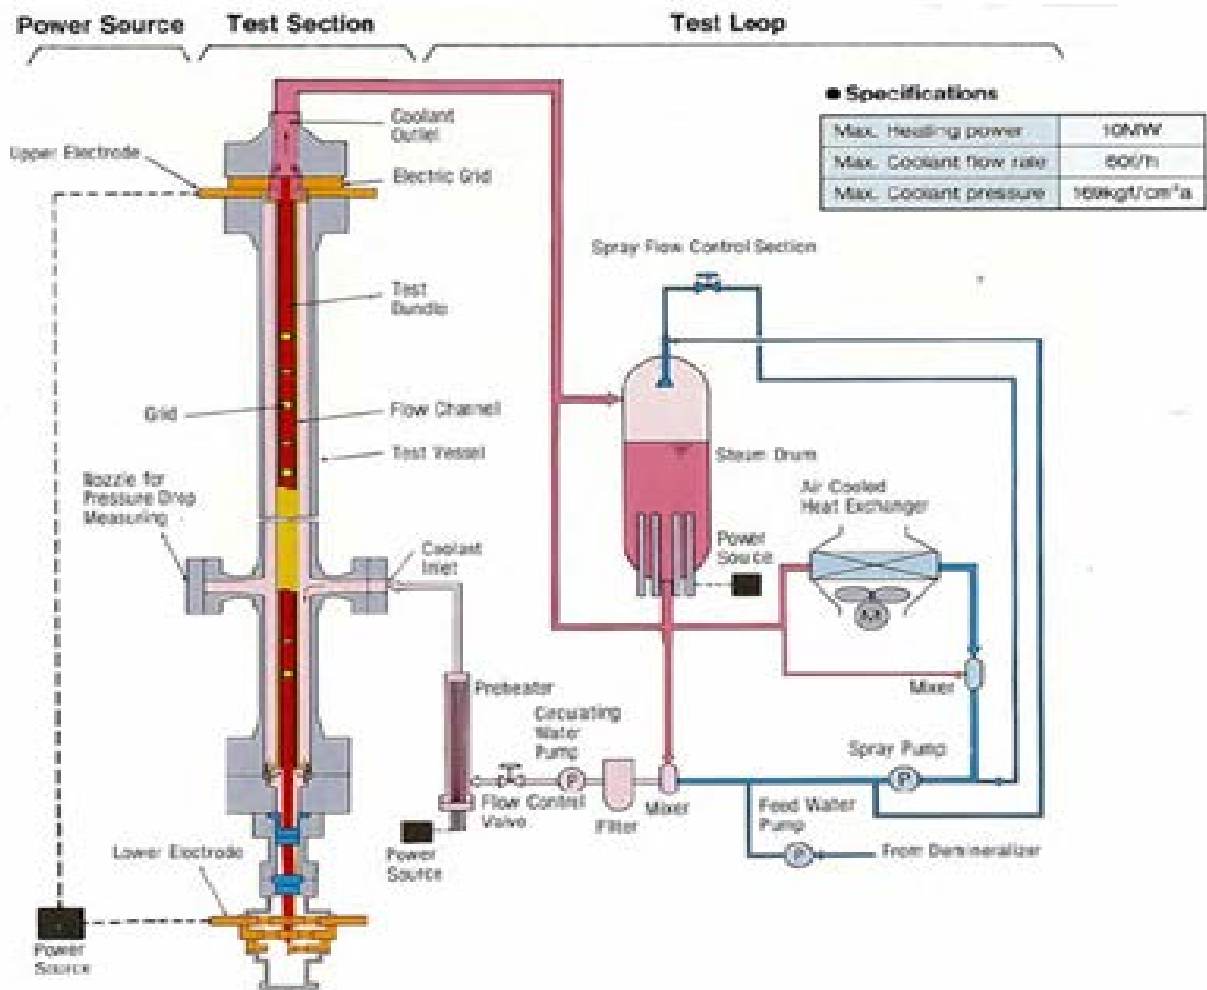 Power Source
Test Section
Test Loop
● Specifications
Max. Heating power
10MW
Max. Coolant flow rate
60t/h
Max. Coolant pressure
169kgf/cm²a
Coolant
Outlet
Upper Electrode
Electric Grid
Spray Flow Control Section
Test
Bundle
Grid
Flow Channel
Test Vessel
Steam Drum
Nozzle for
Pressure Drop
Measuring
Air Cooled
Heat Exchanger
Power
Source
Coolant
Inlet
Preheater
Circulating
Water
Pump
Mixer
Spray Pump
P
P
Flow Control
Valve
Filter
Mixer
Feed Water
Pump
Power
Source
P
From Demineralizer
Lower Electrode
Power
Source